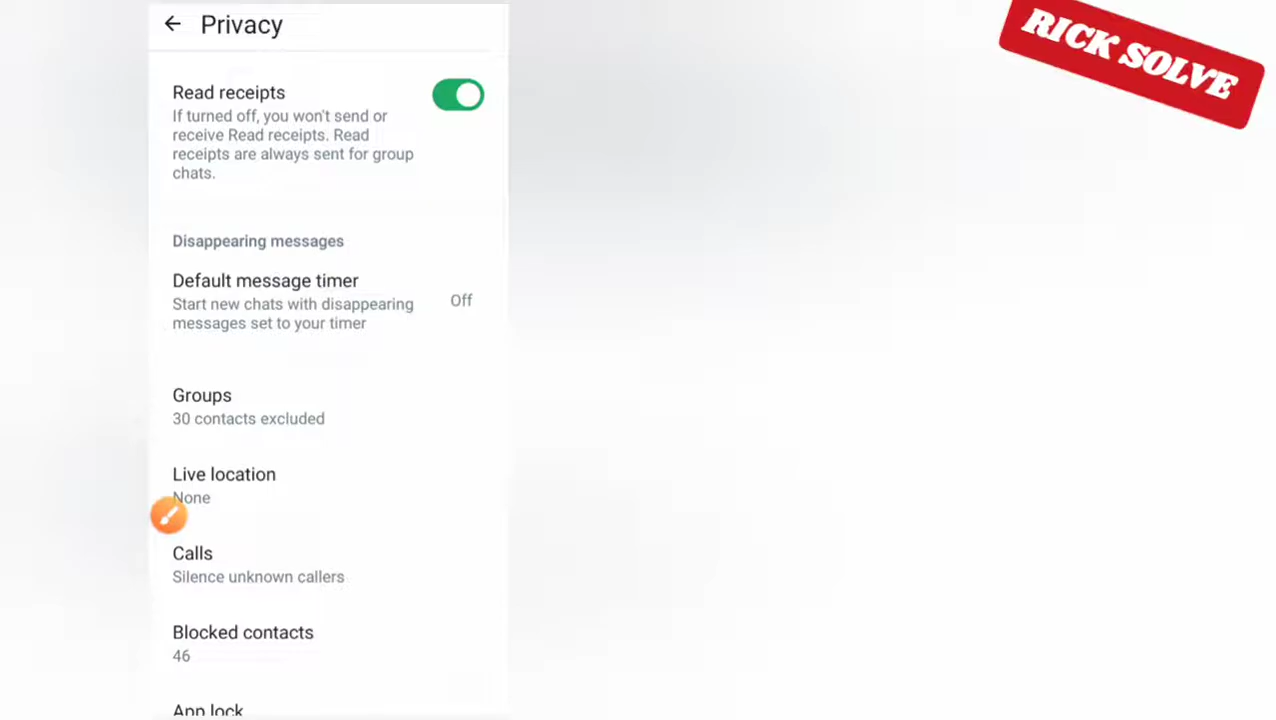 Privacy
RICK SOLVE
Read receipts
If turned off, you won't send or
receive Read receipts. Read
receipts are always sent for group
chats.
Disappearing messages
Default message timer
Start new chats with disappearing
messages set to your timer
Off
Groups
30 contacts excluded
Live location
None
Calls
Silence unknown callers
Blocked contacts
46
App lock